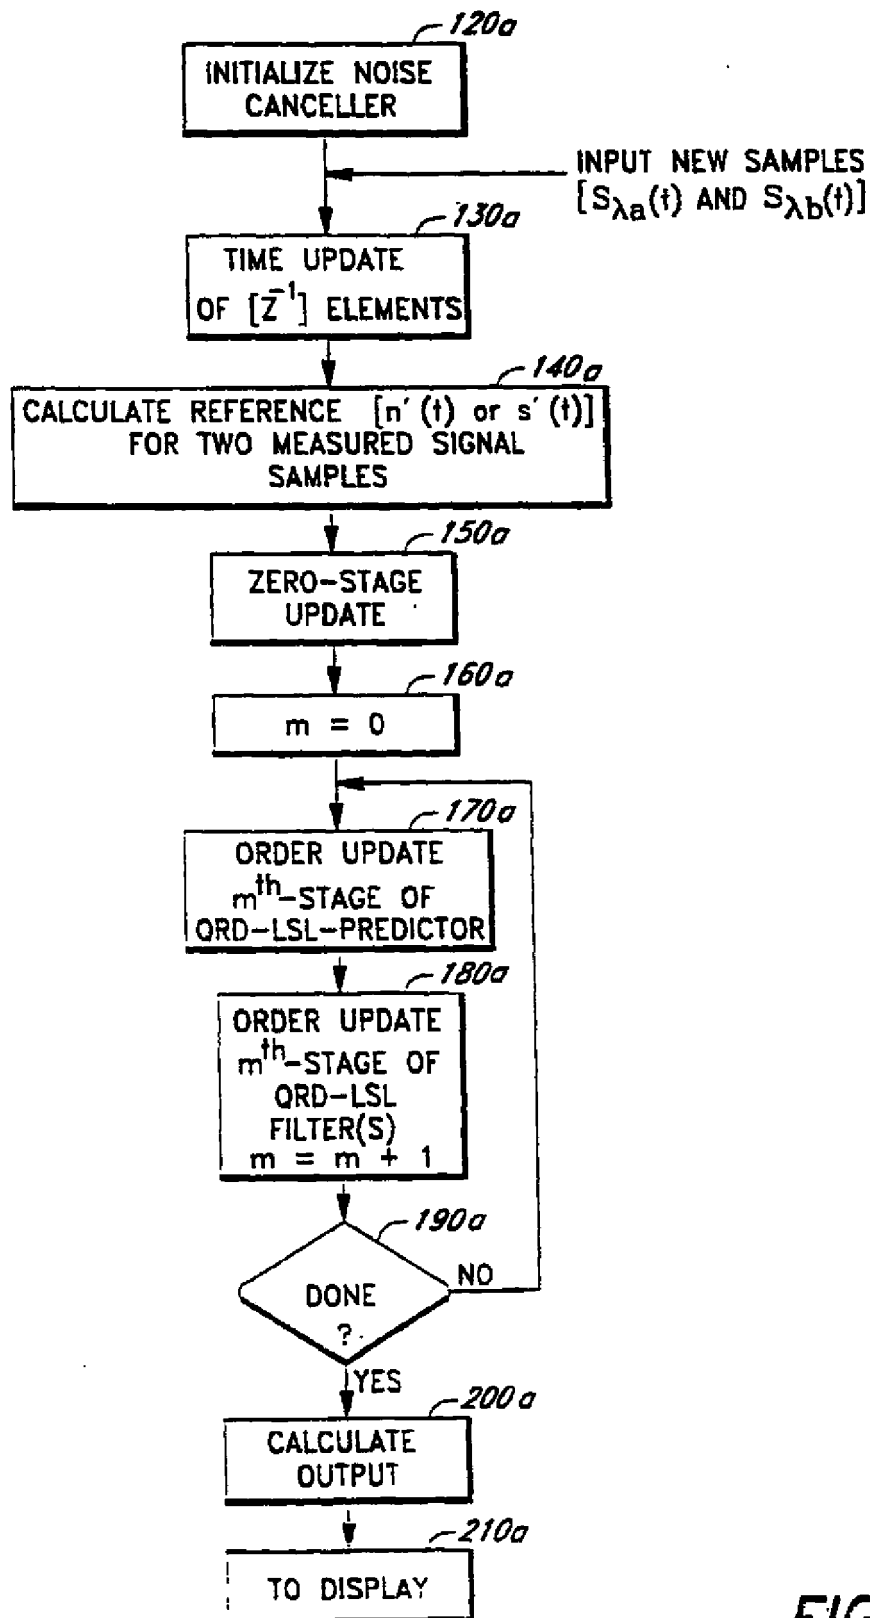 120a
INITIALIZE NOISE
CANCELLER
INPUT NEW SAMPLES
[Sλa(t) AND Sλb(t)]
130a
TIME UPDATE
OF [Z⁻¹] ELEMENTS
140a
CALCULATE REFERENCE [n'(t) or s'(t)]
FOR TWO MEASURED SIGNAL
SAMPLES
150a
ZERO-STAGE
UPDATE
160a
m = 0
170a
ORDER UPDATE
mth-STAGE OF
QRD-LSL-PREDICTOR
180a
ORDER UPDATE
mth-STAGE OF
QRD-LSL
FILTER(S)
m = m + 1
190a
NO
DONE
?
YES
200a
CALCULATE
OUTPUT
210a
TO DISPLAY
FIG